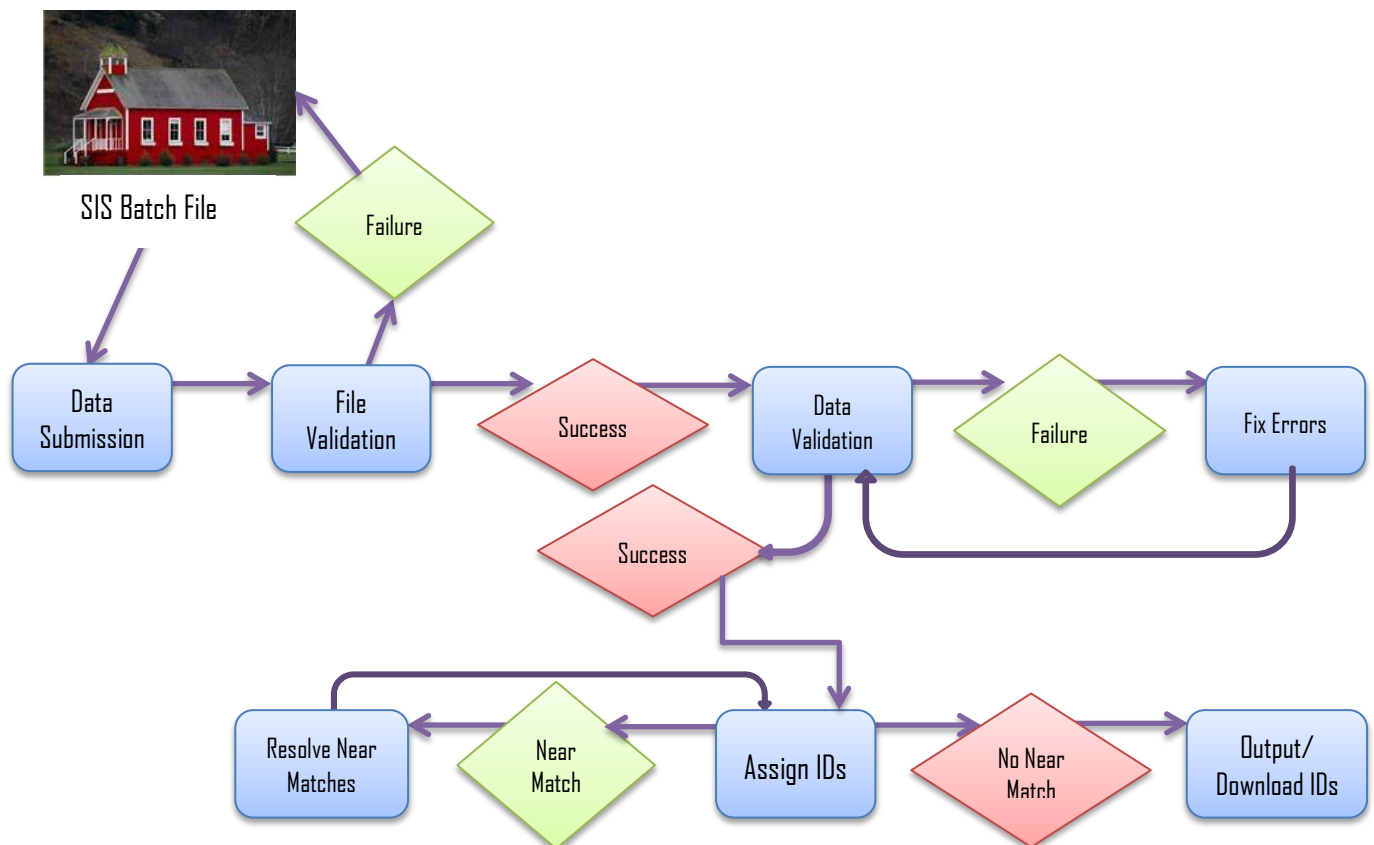 SIS Batch File
Failure
Data
Submission
File
Validation
Success
Data
Validation
Failure
Fix Errors
Success
Resolve Near
Matches
Near
Match
Assign IDs
No Near
Match
Output/
Download IDs